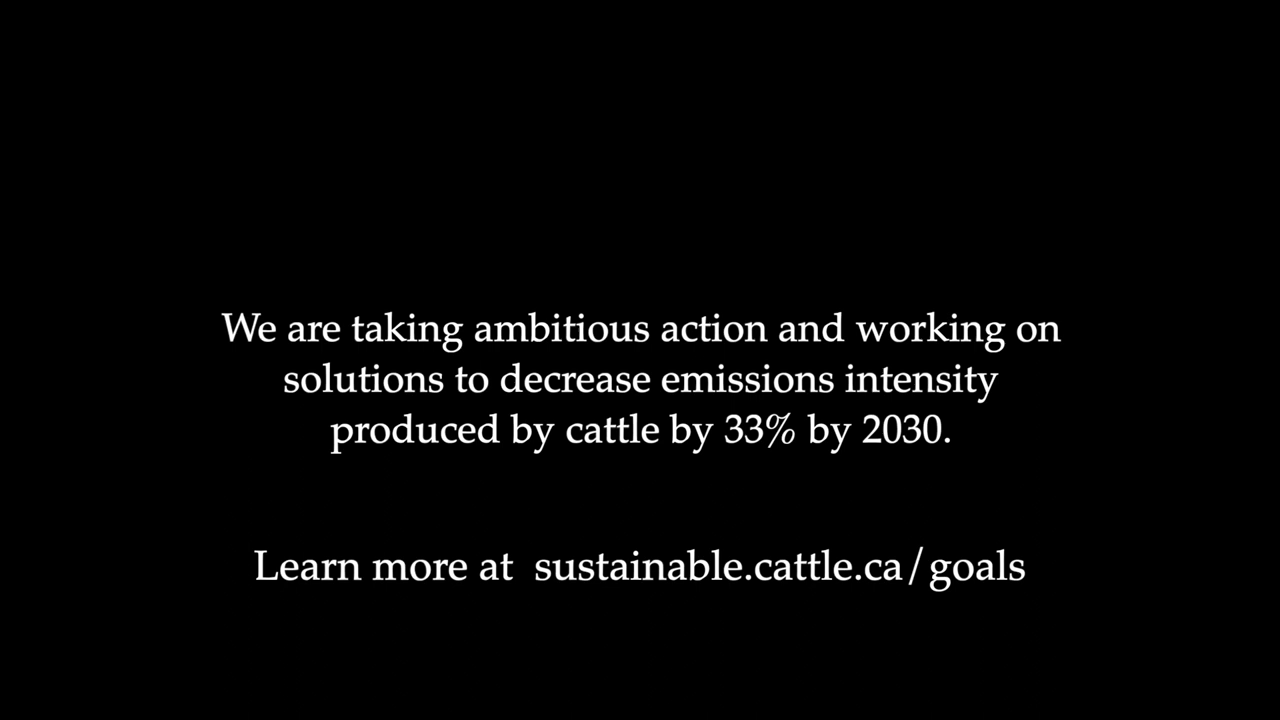 We are taking ambitious action and working on
solutions to decrease emissions intensity
produced by cattle by 33% by 2030.
Learn more at sustainable.cattle.ca/goals